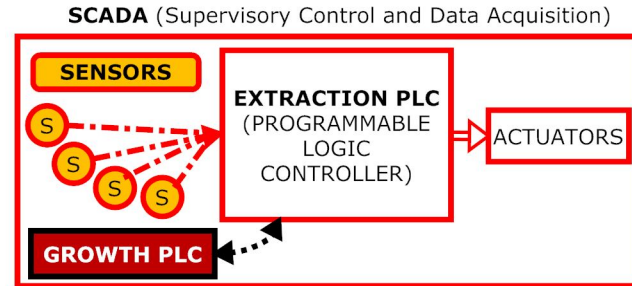 SCADA (Supervisory Control and Data Acquisition)
SENSORS
S
S
S
S
EXTRACTION PLC
(PROGRAMMABLE
LOGIC
CONTROLLER)
ACTUATORS
GROWTH PLC